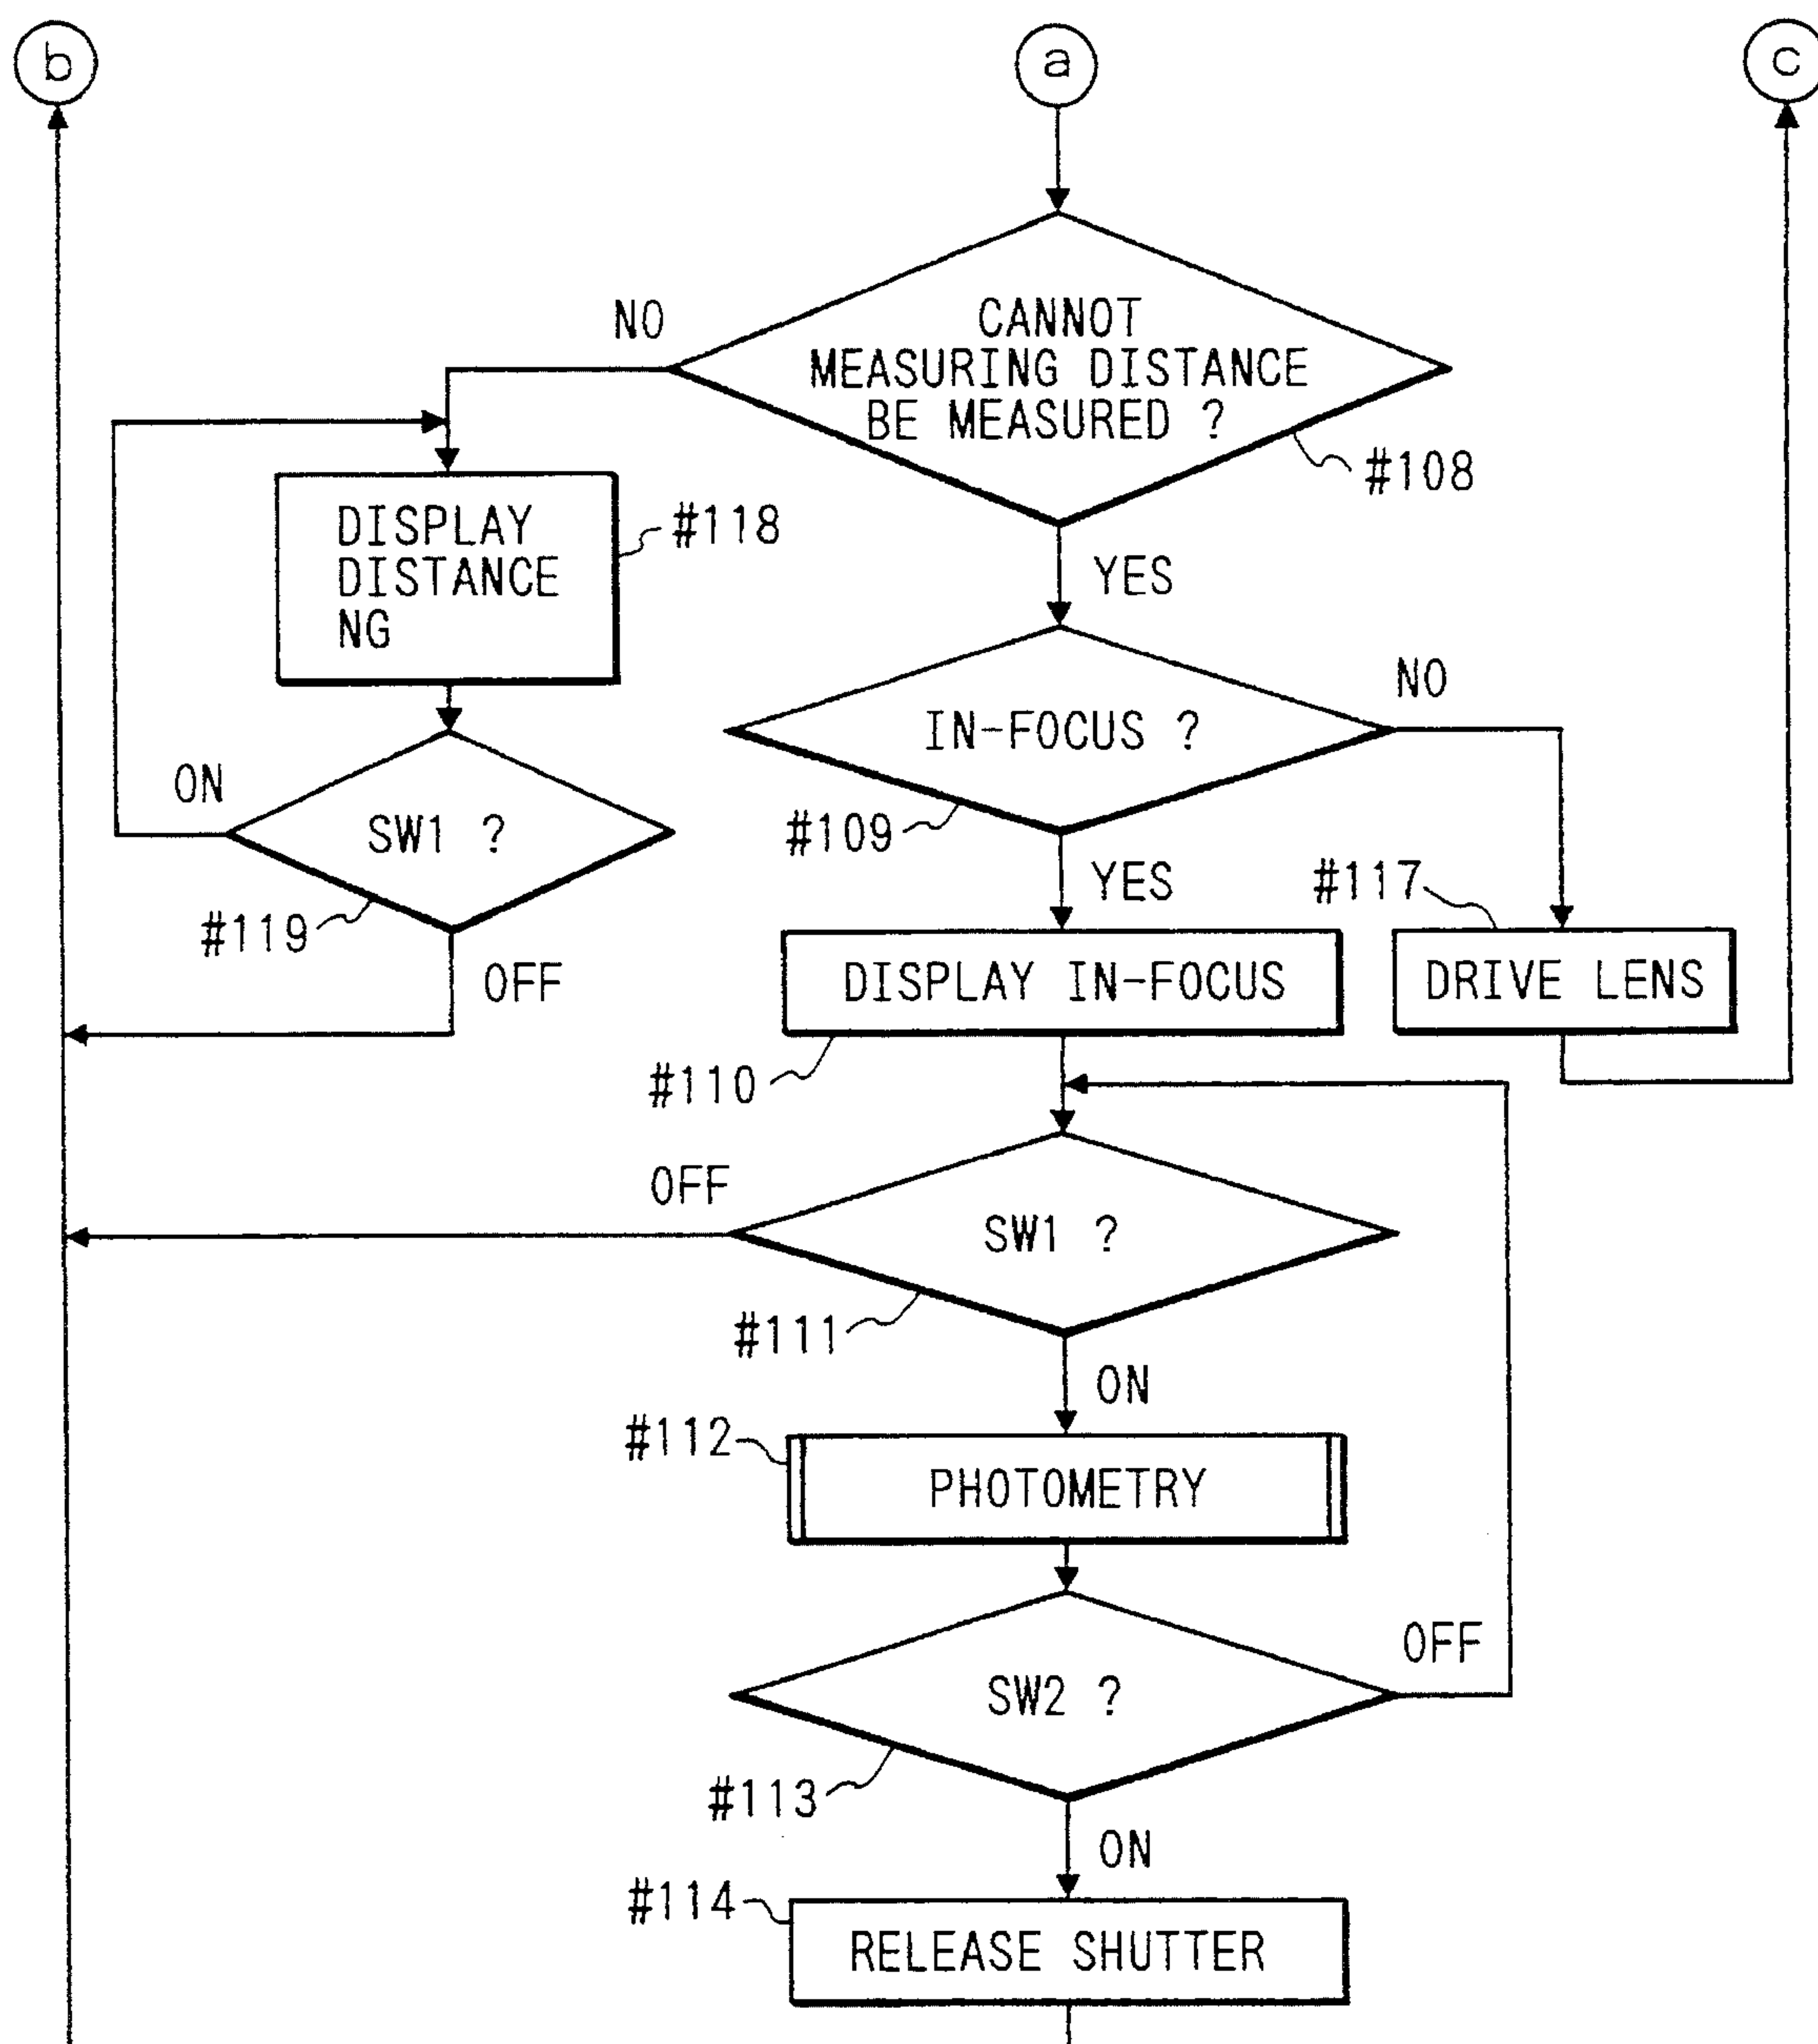 b
a
c
NO
CANNOT
MEASURING DISTANCE
BE MEASURED ?
#108
DISPLAY
DISTANCE
NG
#118
YES
IN-FOCUS ?
NO
#109
ON
SW1 ?
#119
OFF
YES
#117
DISPLAY IN-FOCUS
DRIVE LENS
#110
OFF
SW1 ?
#111
ON
#112
PHOTOMETRY
SW2 ?
OFF
#113
ON
#114
RELEASE SHUTTER